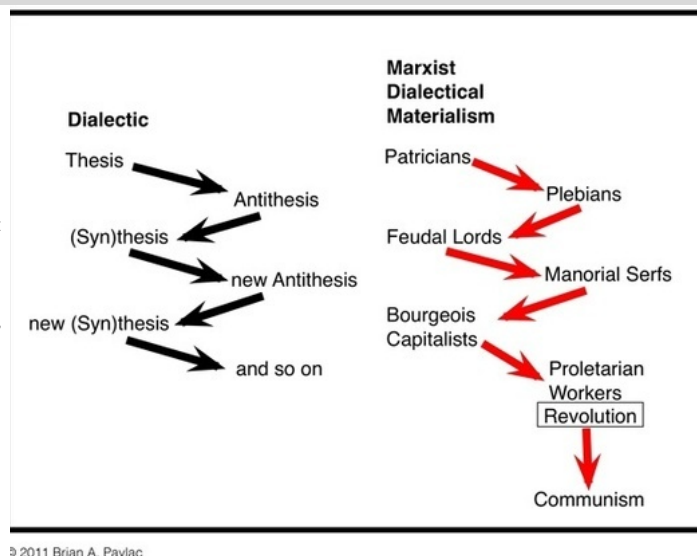 Dialectic
Thesis
Antithesis
(Syn)thesis
new Antithesis
new (Syn)thesis
and so on
Marxist
Dialectical
Materialism
Patricians
Plebians
Feudal Lords
Manorial Serfs
Bourgeois
Capitalists
Proletarian
Workers
Revolution
Communism
© 2011 Brian A. Pavlac